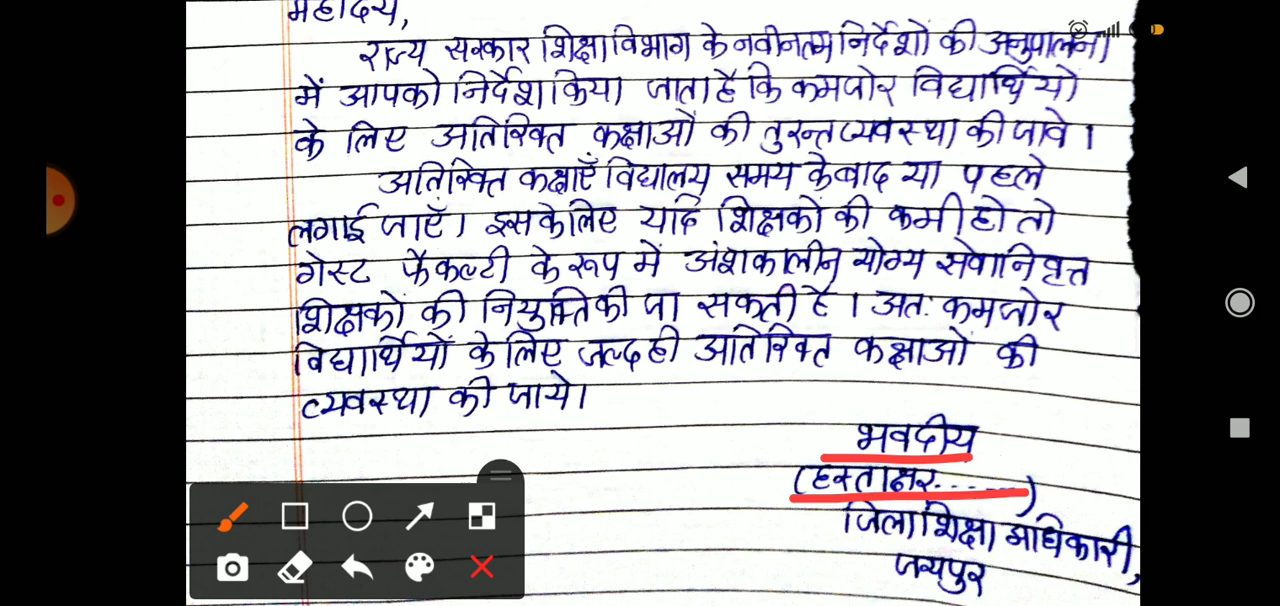 महोदय,
राज्य सरकार शिक्षा विभाग के नवीनतम निर्देशों की अनुपालना
में आपको निर्देश किया जाता है कि कमजोर विद्यार्थियो
के लिए अतिरिक्त कक्षाओं की तुरन्त व्यवस्था की जावे।
अतिरिक्त कक्षाएँ विद्यालय समय के बाद या पहले
लगाई जाएँ। इसके लिए यदि शिक्षकों की कमी हो तो
गेस्ट फैकल्टी के रूप में अंशकालीन योग्य सेवानिवृत्त
शिक्षकों की नियुक्ति की जा सकती है। अतः कमजोर
विद्यार्थियों के लिए जल्द ही अतिरिक्त कक्षाओं की
व्यवस्था की जाये।
भवदीय
(हस्ताक्षर.......)
जिला शिक्षा अधिकारी,
जयपुर